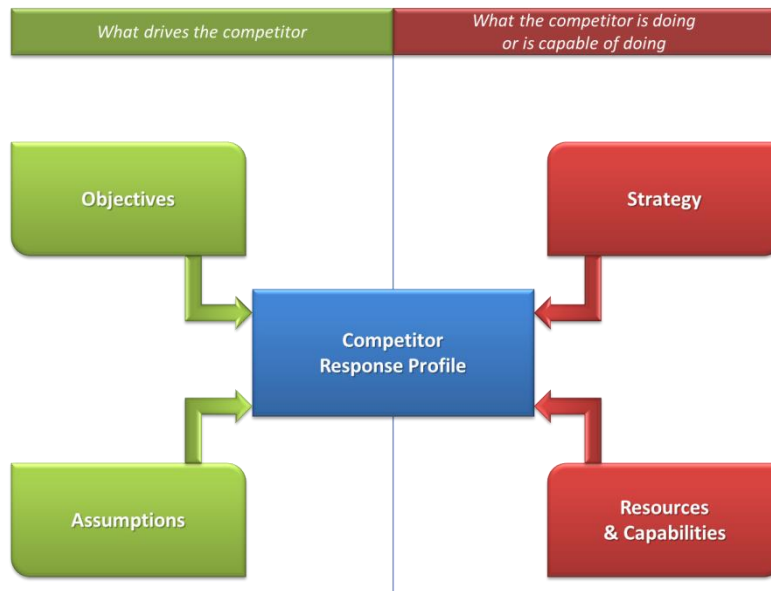 What drives the competitor
What the competitor is doing
or is capable of doing
Objectives
Strategy
Competitor
Response Profile
Assumptions
Resources
& Capabilities